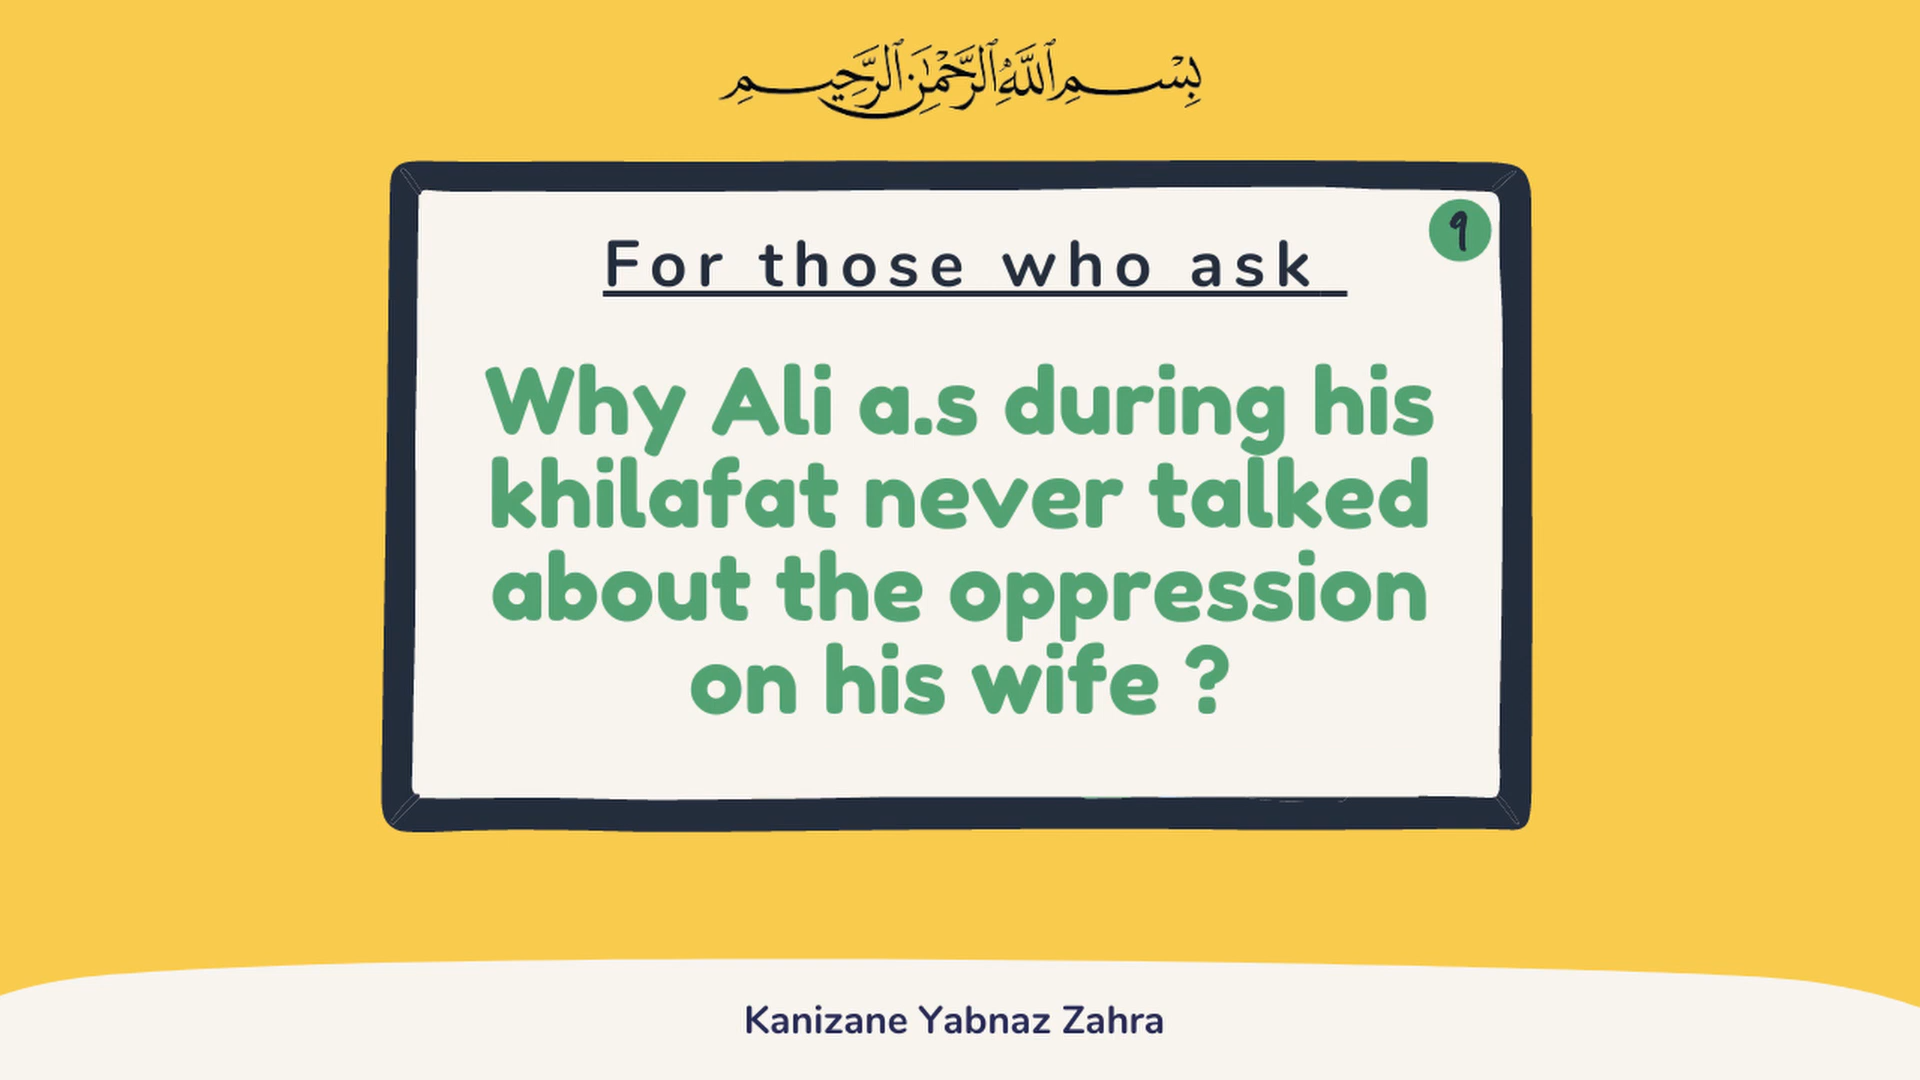 بِسْمِ ٱللَّهِ ٱلرَّحْمَٰنِ ٱلرَّحِيمِ
9
For those who ask
Why Ali a.s during his
khilafat never talked
about the oppression
on his wife ?
Kanizane Yabnaz Zahra